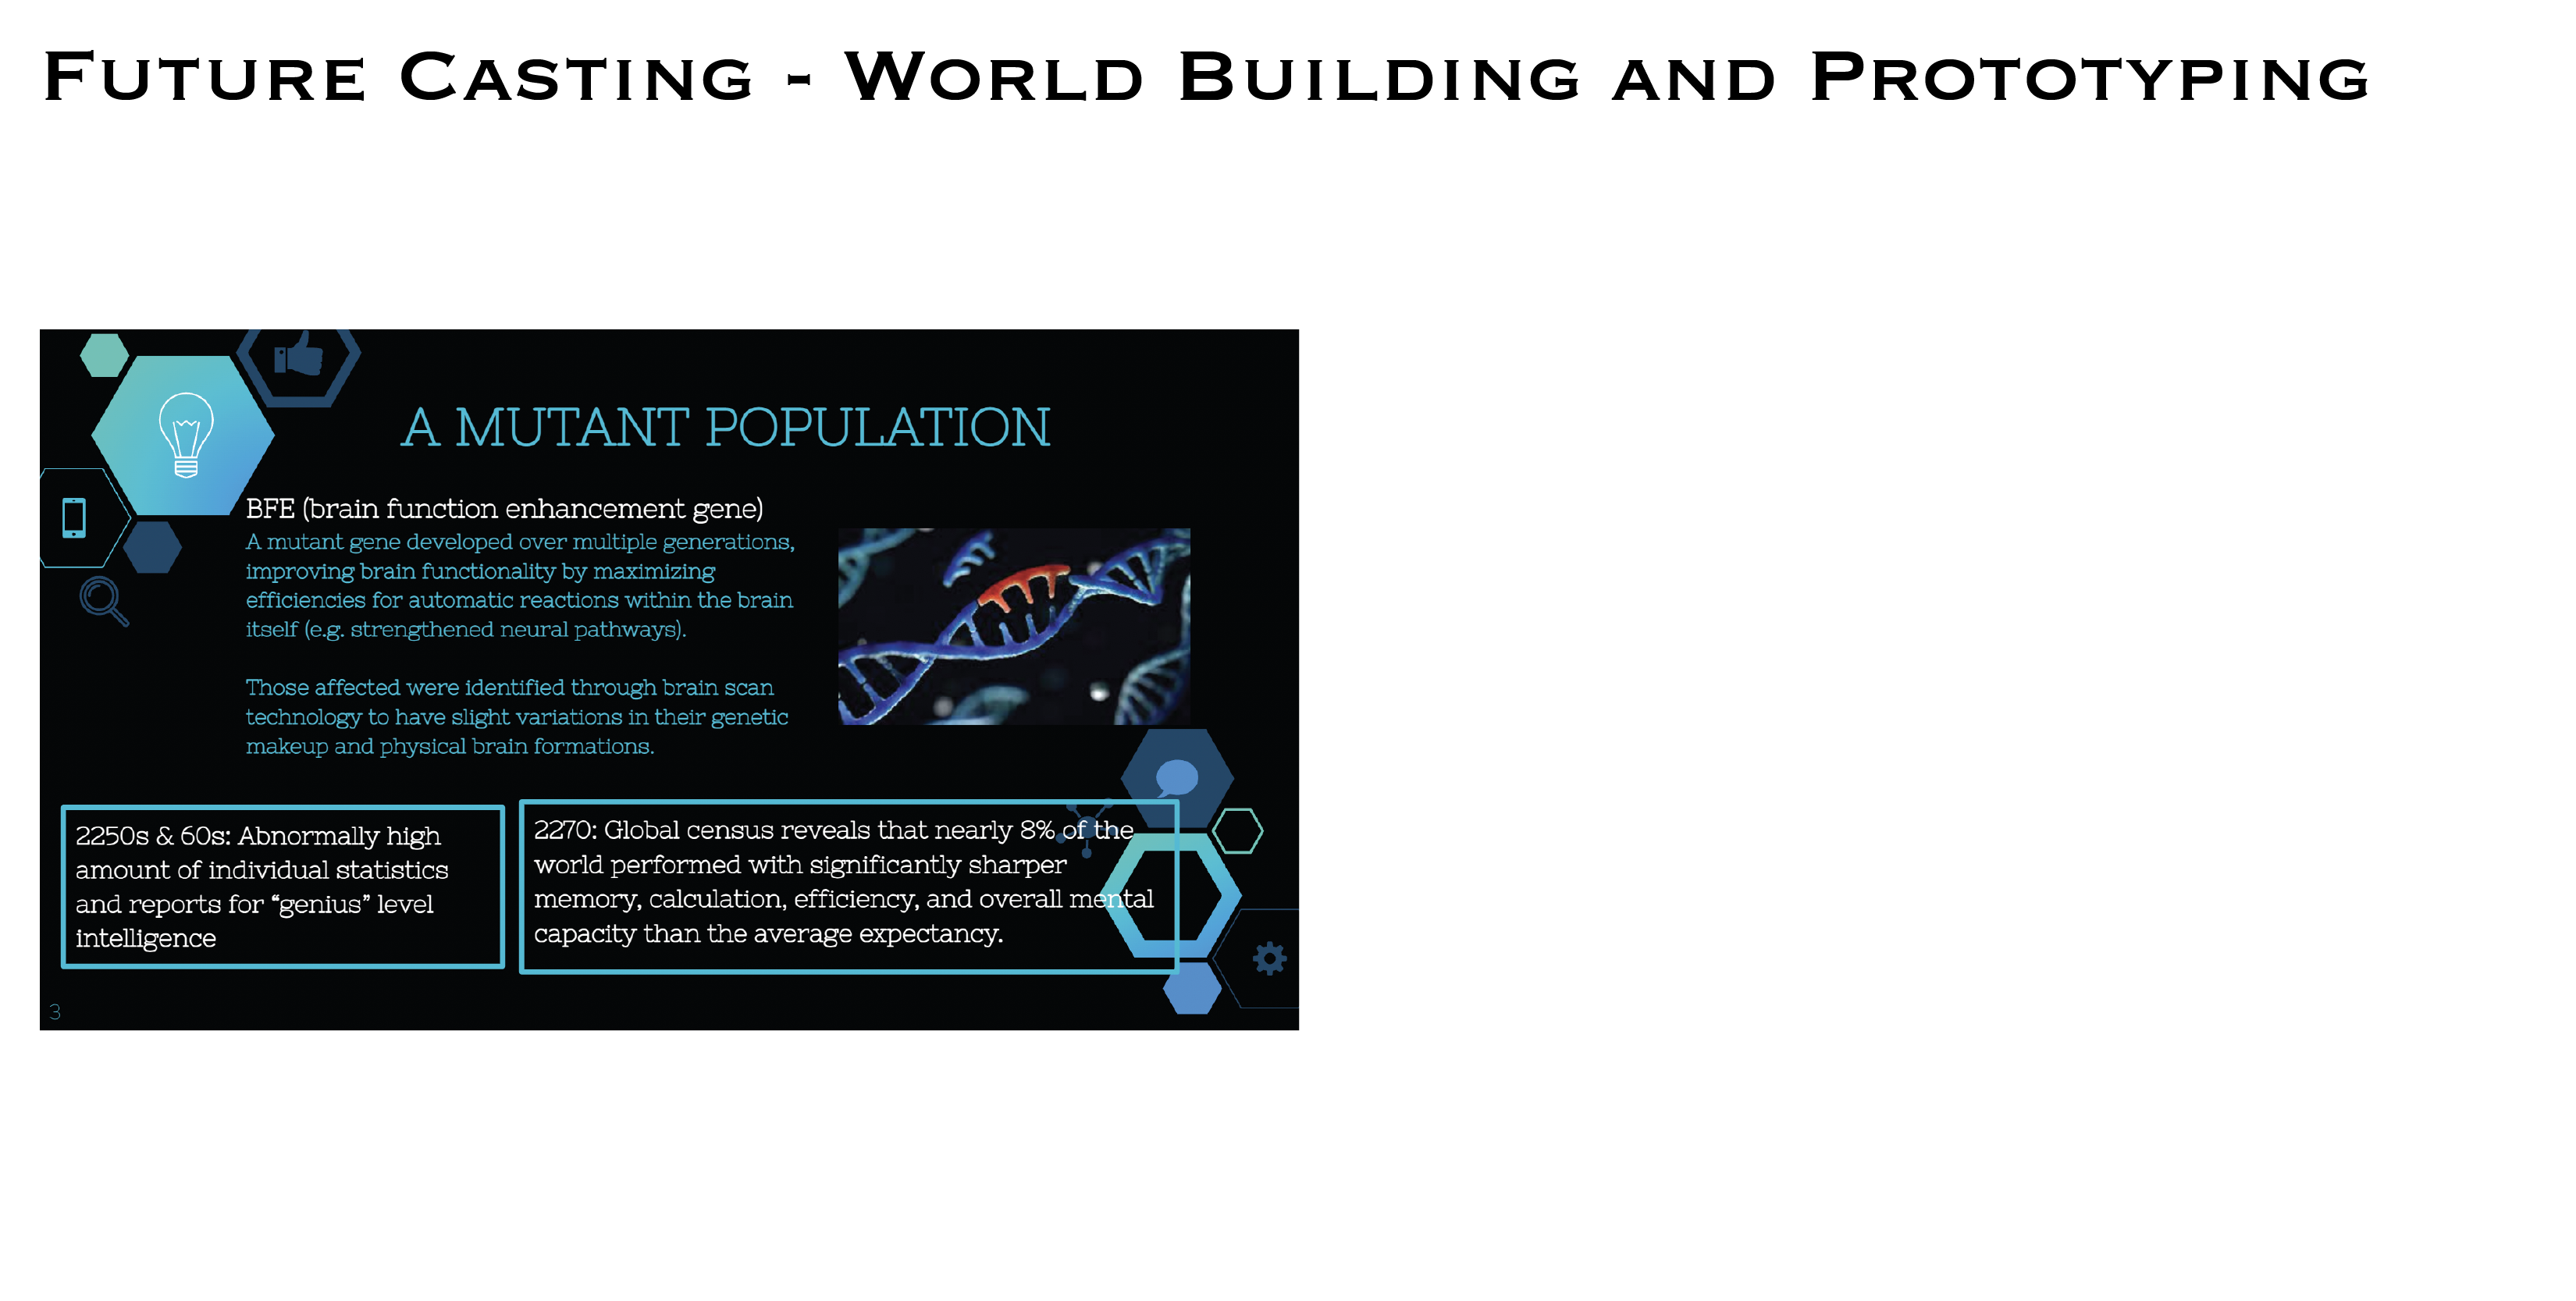 Future Casting - World Building and Prototyping
A MUTANT POPULATION
BFE (brain function enhancement gene)
A mutant gene developed over multiple generations,
improving brain functionality by maximizing
efficiencies for automatic reactions within the brain
itself (e.g. strengthened neural pathways).
Those affected were identified through brain scan
technology to have slight variations in their genetic
makeup and physical brain formations.
2250s & 60s: Abnormally high
amount of individual statistics
and reports for “genius” level
intelligence
2270: Global census reveals that nearly 8% of the
world performed with significantly sharper
memory, calculation, efficiency, and overall mental
capacity than the average expectancy.
3